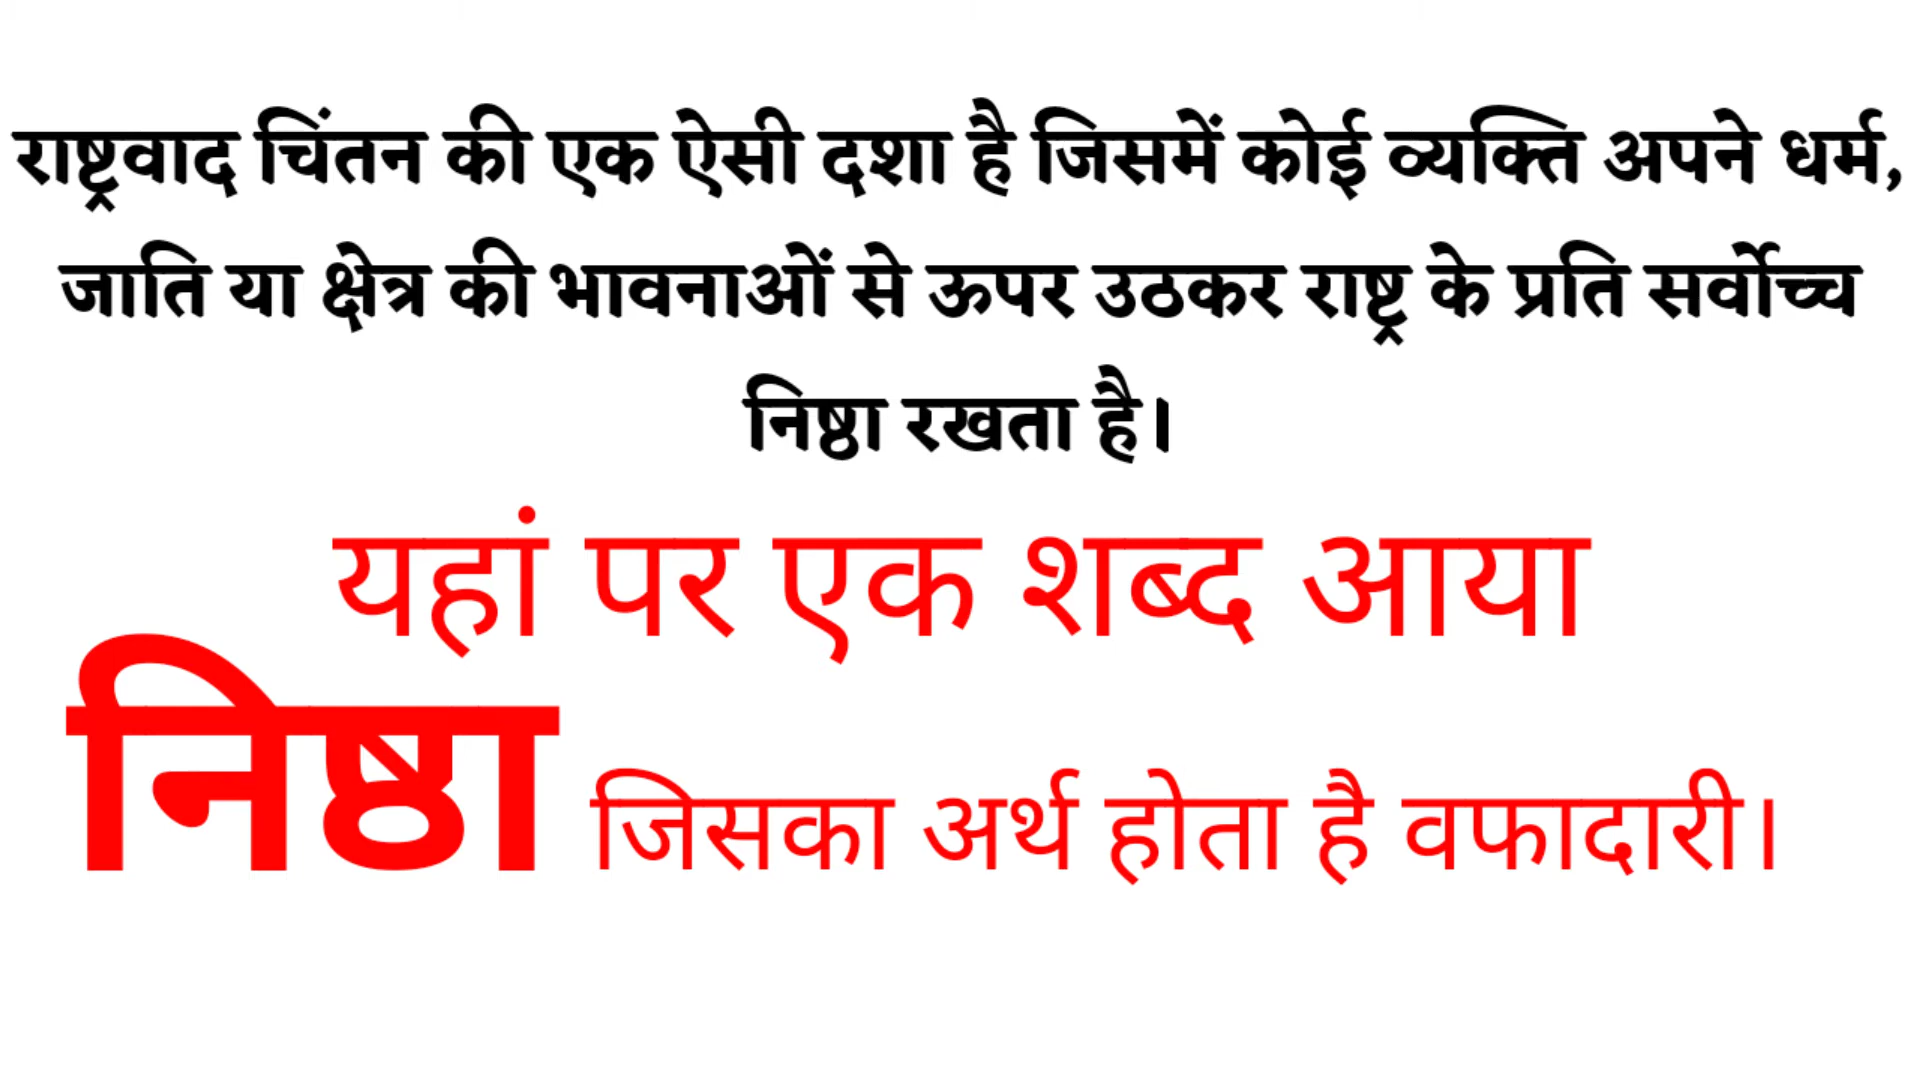 राष्ट्रवाद चिंतन की एक ऐसी दशा है जिसमें कोई व्यक्ति अपने धर्म,
जाति या क्षेत्र की भावनाओं से ऊपर उठकर राष्ट्र के प्रति सर्वोच्च
निष्ठा रखता है।
यहां पर एक शब्द आया
निष्ठा जिसका अर्थ होता है वफादारी।